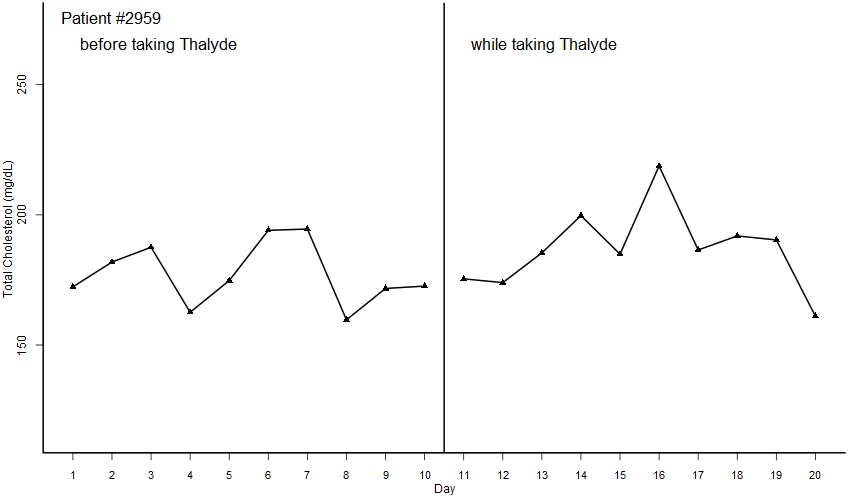 Patient #2959
before taking Thalyde
while taking Thalyde
Total Cholesterol (mg/dL)
250
200
150
1 2 3 4 5 6 7 8 9 10 11 12 13 14 15 16 17 18 19 20
Day